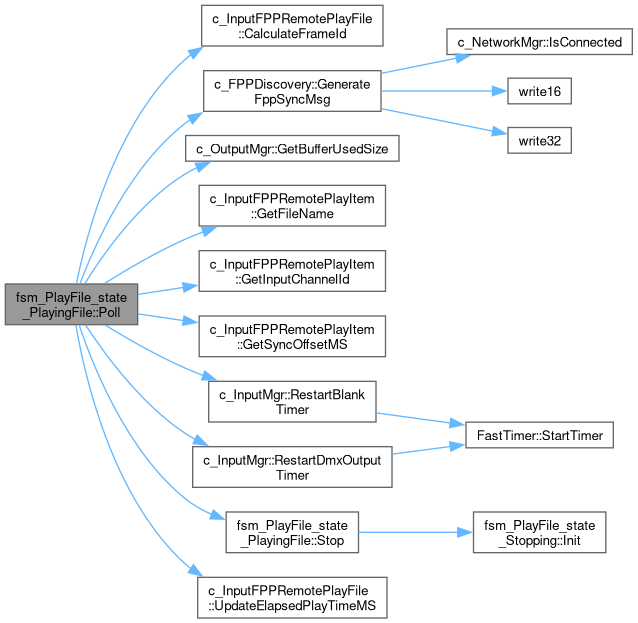 fsm_PlayFile_state
_PlayingFile::Poll
c_InputFPPRemotePlayFile
::CalculateFrameId
c_FPPDiscovery::Generate
FppSyncMsg
c_NetworkMgr::IsConnected
write16
write32
c_OutputMgr::GetBufferUsedSize
c_InputFPPRemotePlayItem
::GetFileName
c_InputFPPRemotePlayItem
::GetInputChannelId
c_InputFPPRemotePlayItem
::GetSyncOffsetMS
c_InputMgr::RestartBlank
Timer
FastTimer::StartTimer
c_InputMgr::RestartDmxOutput
Timer
fsm_PlayFile_state
_PlayingFile::Stop
fsm_PlayFile_state
_Stopping::Init
c_InputFPPRemotePlayFile
::UpdateElapsedPlayTimeMS